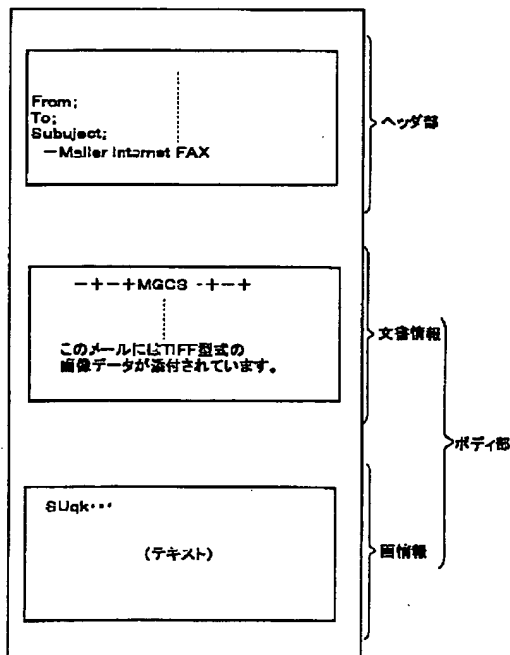 From;
To;
Subuject;
－Mailer Internet FAX
ヘッダ部
－＋－＋MGCS -＋－＋
このメールにはTIFF型式の
画像データが添付されています。
文書情報
ボディ部
SUqk･･･
(テキスト)
画情報